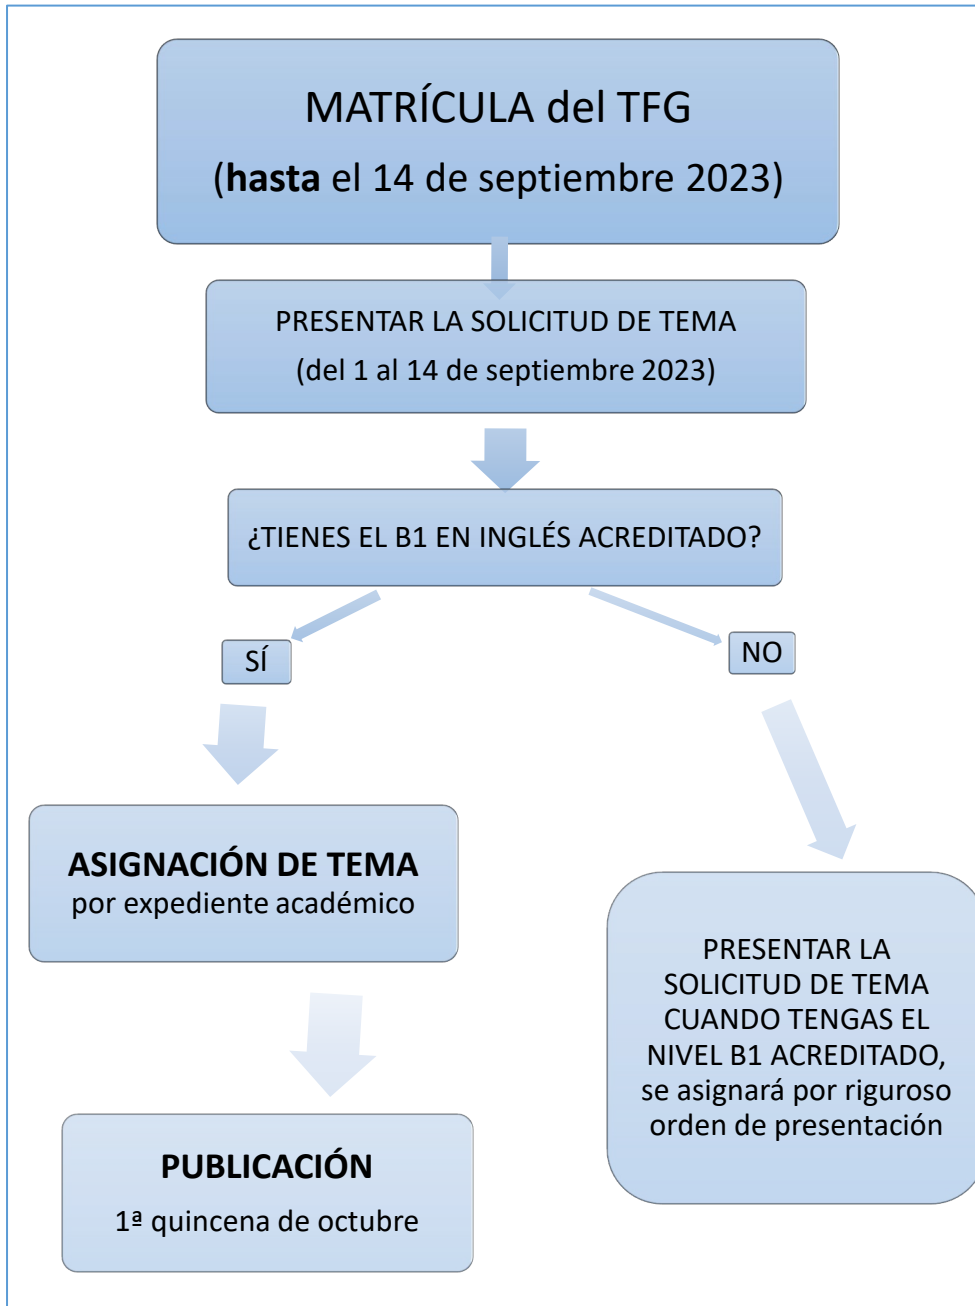 MATRÍCULA del TFG
(hasta el 14 de septiembre 2023)
PRESENTAR LA SOLICITUD DE TEMA
(del 1 al 14 de septiembre 2023)
¿TIENES EL B1 EN INGLÉS ACREDITADO?
SÍ
NO
ASIGNACIÓN DE TEMA
por expediente académico
PRESENTAR LA
SOLICITUD DE TEMA
CUANDO TENGAS EL
NIVEL B1 ACREDITADO,
se asignará por riguroso
orden de presentación
PUBLICACIÓN
1ª quincena de octubre